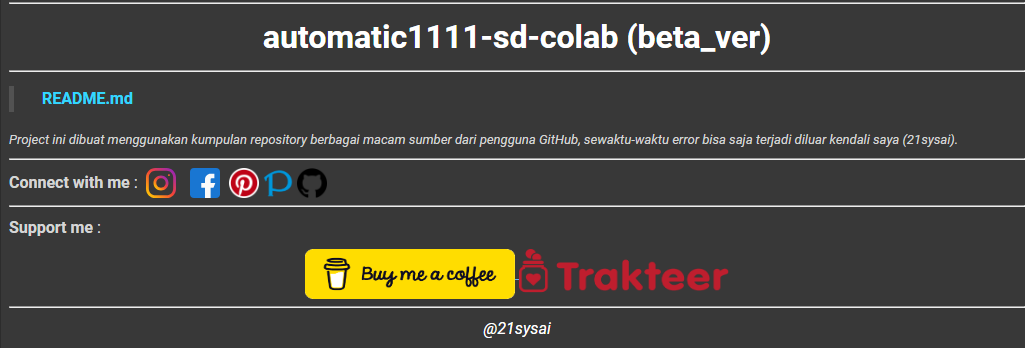 automatic1111-sd-colab (beta_ver)
README.md
Project ini dibuat menggunakan kumpulan repository berbagai macam sumber dari pengguna GitHub, sewaktu-waktu error bisa saja terjadi diluar kendali saya (21sysai).
Connect with me :
Support me :
Buy me a coffee Trakteer
@21sysai